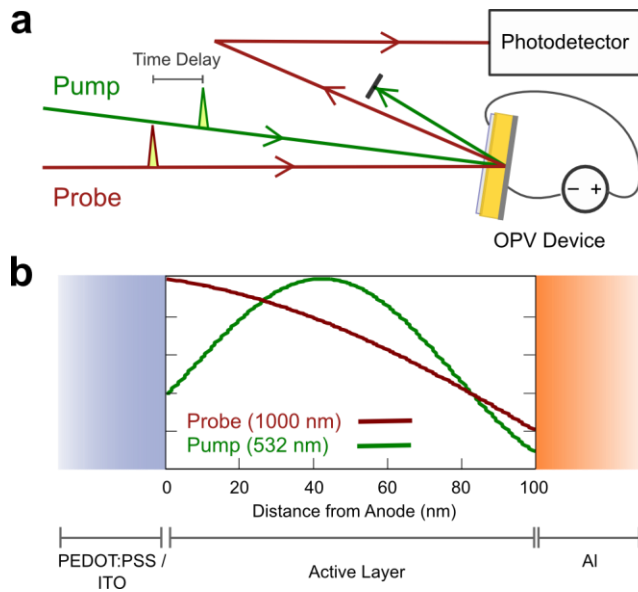 a
Time Delay
Photodetector
Pump
Probe
− +
OPV Device
b
Probe (1000 nm)
Pump (532 nm)
0 20 40 60 80 100
Distance from Anode (nm)
PEDOT:PSS /
ITO
Active Layer
Al